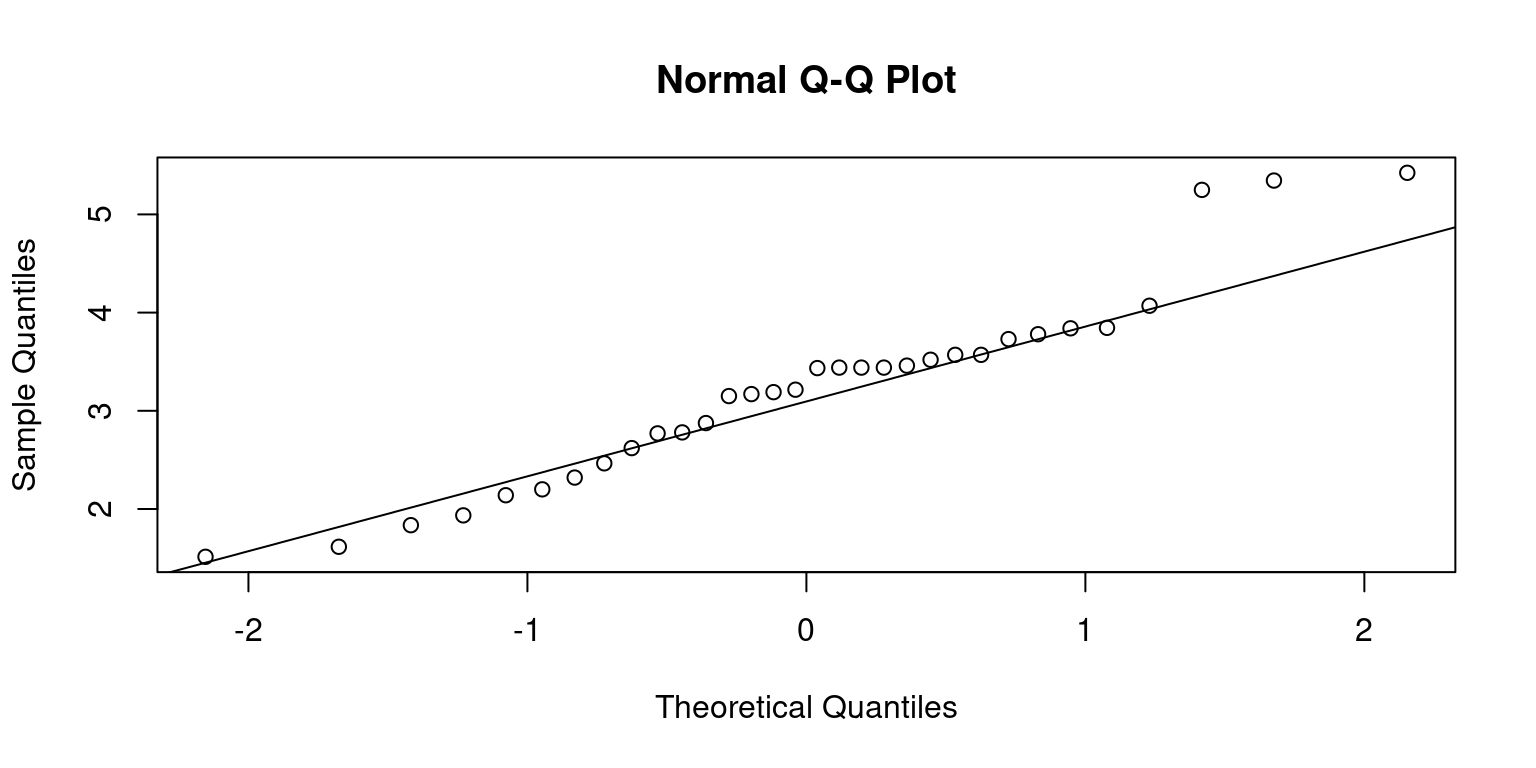 Normal Q-Q Plot
Sample Quantiles
5
4
3
2
-2 -1 0 1 2
Theoretical Quantiles